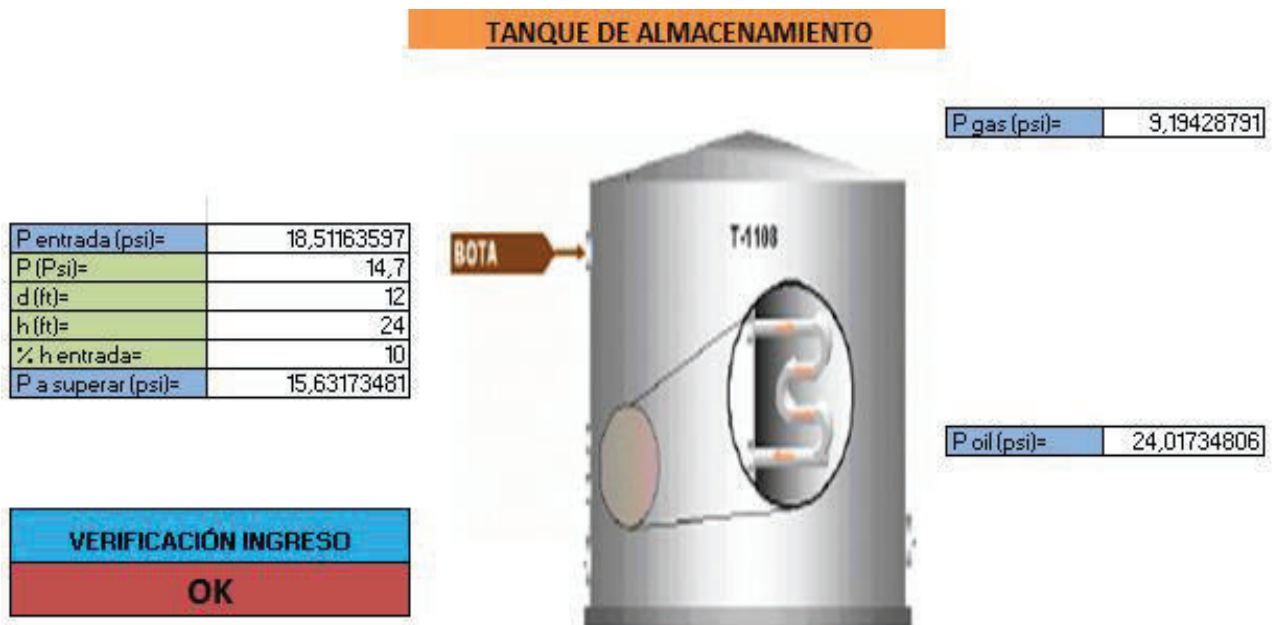 TANQUE DE ALMACENAMIENTO
P gas (psi)= 9,19428791
P entrada (psi)= 18,51163597
P (Psi)= 14,7
d (ft)= 12
h (ft)= 24
% h entrada= 10
P a superar (psi)= 15,63173481
BOTA
T-1108
P oil (psi)= 24,01734806
VERIFICACIÓN INGRESO
OK